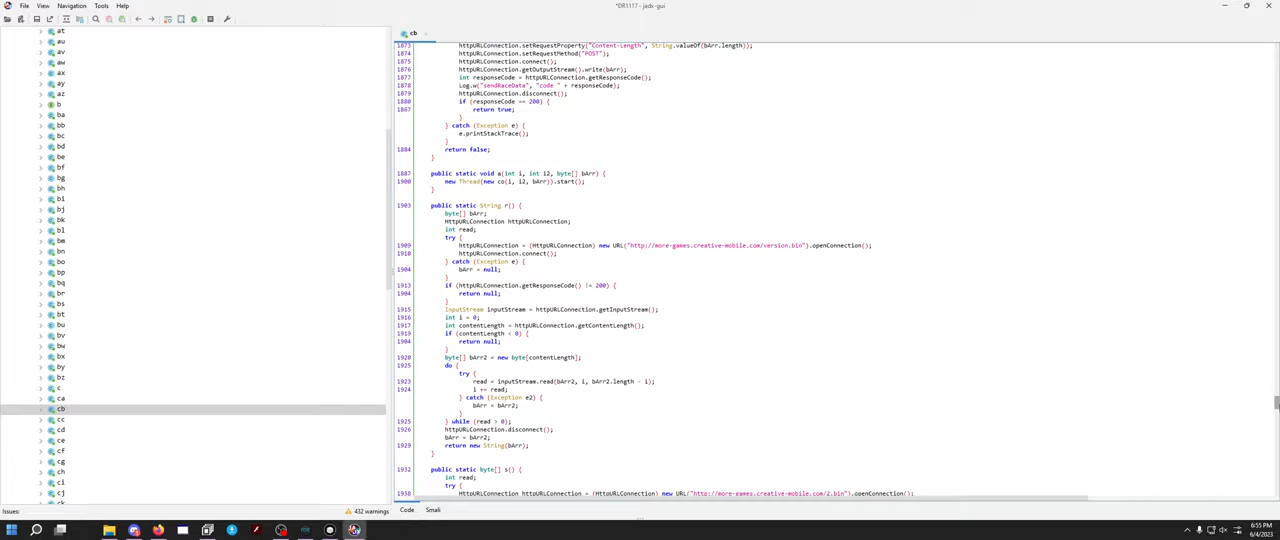 *DR1117 - jadx-gui
File View Navigation Tools Help
at
au
av
aw
ax
ay
az
b
ba
bb
bc
bd
be
bf
bg
bh
bi
bj
bk
bl
bm
bn
bo
bp
bq
br
bs
bt
bu
bv
bw
bx
by
bz
c
ca
cb
cc
cd
ce
cf
cg
ch
ci
cj
ck
cb
1873 httpURLConnection.setRequestProperty("Content-Length", String.valueOf(bArr.length));
1874 httpURLConnection.setRequestMethod("POST");
1875 httpURLConnection.connect();
1876 httpURLConnection.getOutputStream().write(bArr);
1877 int responseCode = httpURLConnection.getResponseCode();
1878 Log.w("sendRaceData", "code " + responseCode);
1879 httpURLConnection.disconnect();
1880 if (responseCode == 200) {
1867 return true;
}
} catch (Exception e) {
e.printStackTrace();
}
1884 return false;
}
1887 public static void a(int i, int i2, byte[] bArr) {
1900 new Thread(new co(i, i2, bArr)).start();
}
1903 public static String r() {
byte[] bArr;
HttpURLConnection httpURLConnection;
int read;
try {
1909 httpURLConnection = (HttpURLConnection) new URL("http://more-games.creative-mobile.com/version.bin").openConnection();
1910 httpURLConnection.connect();
} catch (Exception e) {
1904 bArr = null;
}
1913 if (httpURLConnection.getResponseCode() != 200) {
1904 return null;
}
1915 InputStream inputStream = httpURLConnection.getInputStream();
1916 int i = 0;
1917 int contentLength = httpURLConnection.getContentLength();
1919 if (contentLength < 0) {
1904 return null;
}
1920 byte[] bArr2 = new byte[contentLength];
1925 do {
try {
1923 read = inputStream.read(bArr2, i, bArr2.length - i);
1924 i += read;
} catch (Exception e2) {
bArr = bArr2;
}
1925 } while (read > 0);
1926 httpURLConnection.disconnect();
bArr = bArr2;
1929 return new String(bArr);
}
1932 public static byte[] s() {
int read;
try {
1938 HttpURLConnection httpURLConnection = (HttpURLConnection) new URL("http://more-games.creative-mobile.com/2.bin").openConnection();
Issues: 432 warnings
Code Smali
6:55 PM
6/4/2023